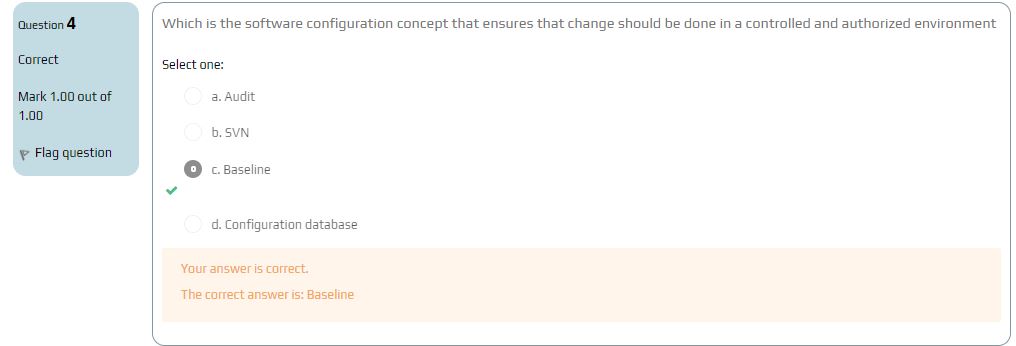 Question 4
Correct
Mark 1.00 out of
1.00
Flag question
Which is the software configuration concept that ensures that change should be done in a controlled and authorized environment
Select one:
a. Audit
b. SVN
c. Baseline
d. Configuration database
Your answer is correct.
The correct answer is: Baseline